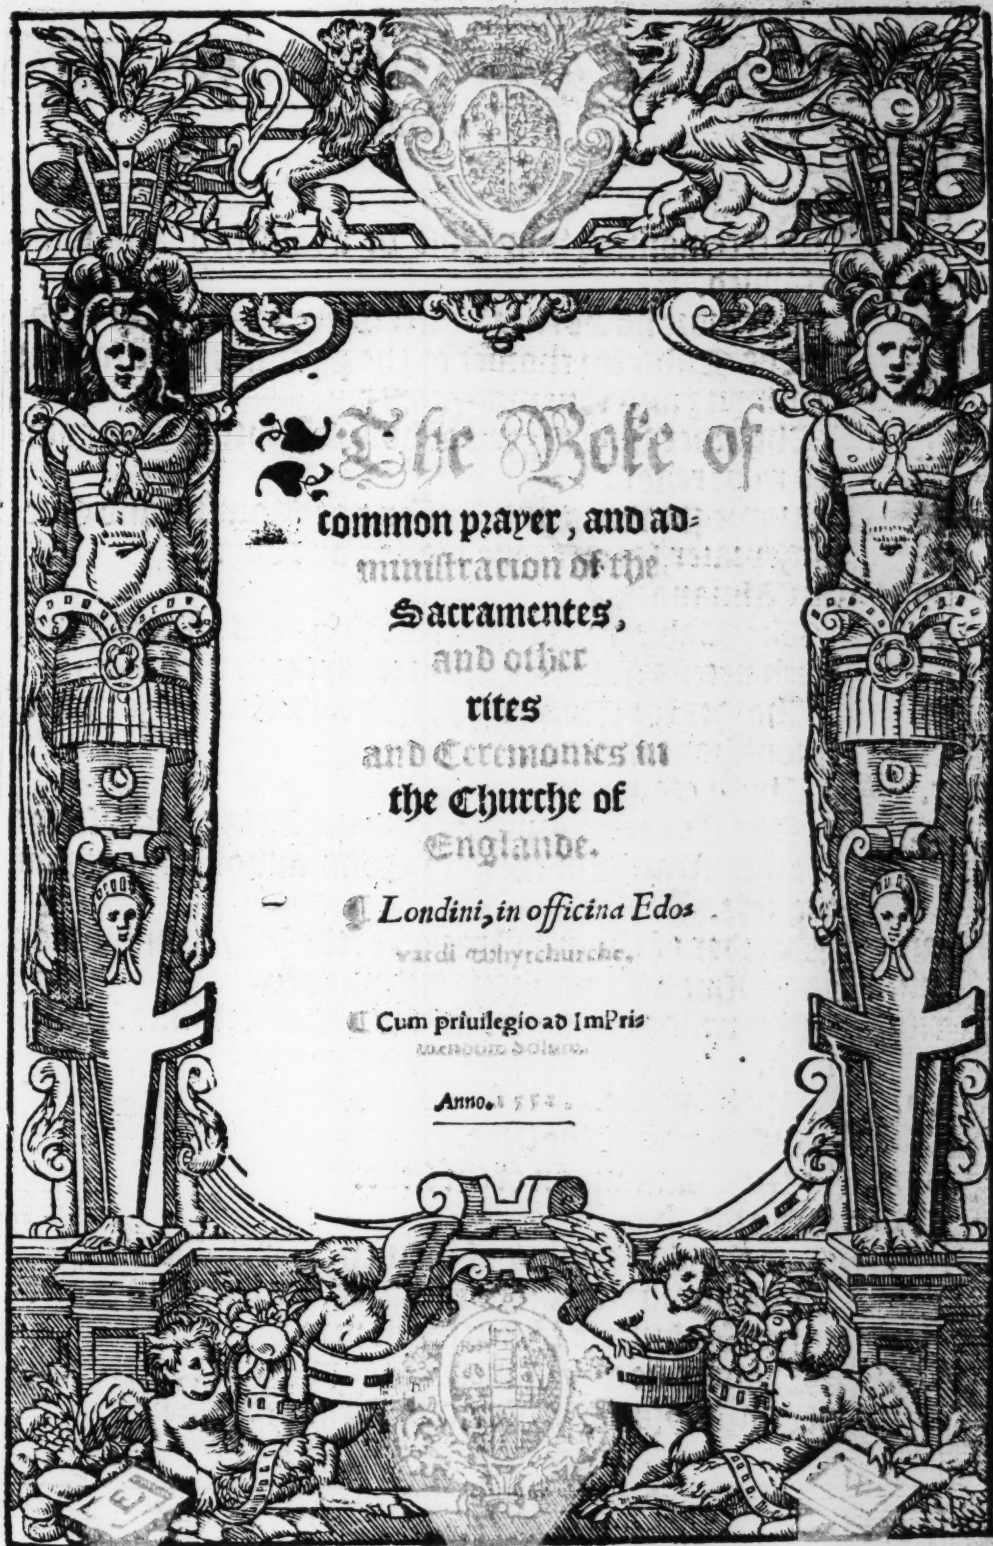 The Boke of
common prayer, and ad=
ministracion of the
Sacramentes,
and other
rites
and Ceremonies in
the Churche of
Englande.
¶ Londini, in officina Edo=
vardi Whytchurche.
¶ Cum priuilegio ad ImPri=
mendum Solum.
Anno. 1552.
E
W